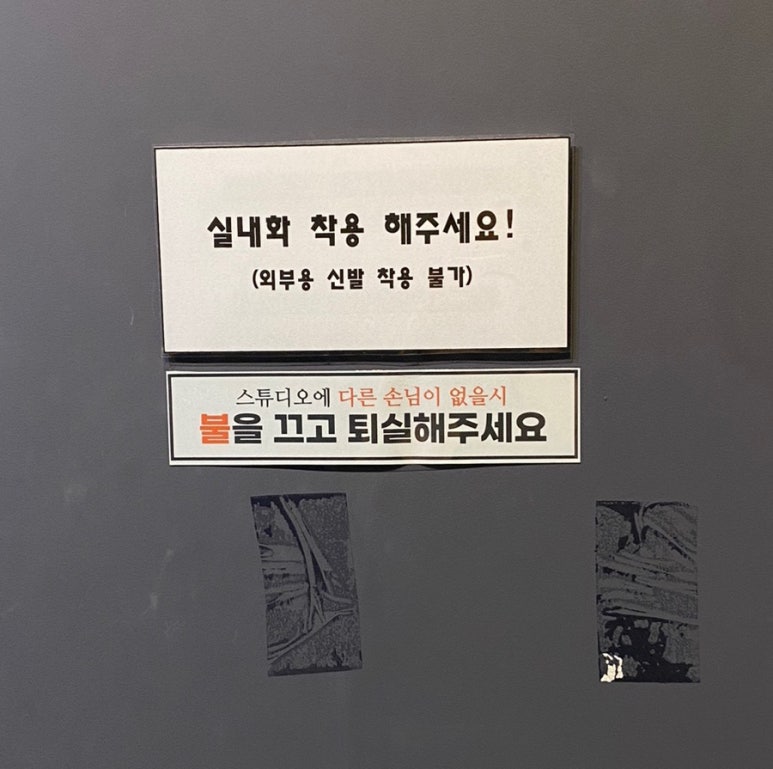 실내화 착용 해주세요!
(외부용 신발 착용 불가)
스튜디오에 다른 손님이 없을시
불을 끄고 퇴실해주세요